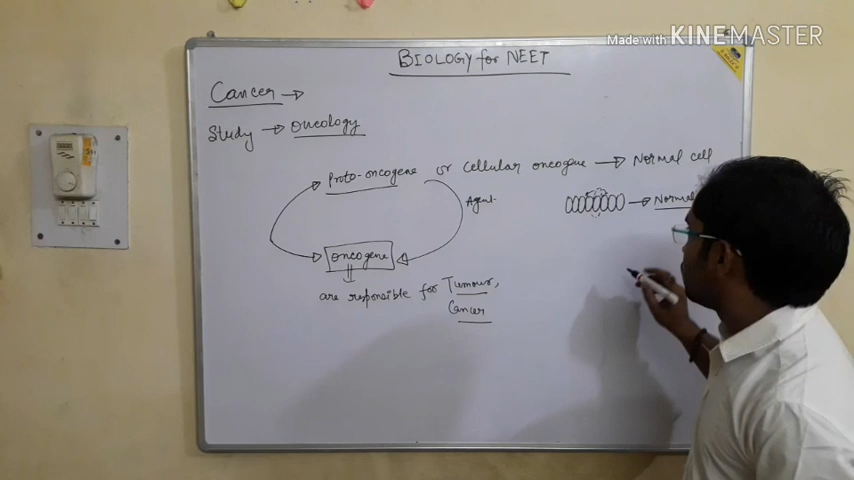 Made with KINEMASTER
BIOLOGY for NEET
Cancer →
Study → Oncology
Proto-oncogene or Cellular oncogene → Normal cell
Agent.
→ Normal
oncogene
are responsible for Tumour,
Cancer